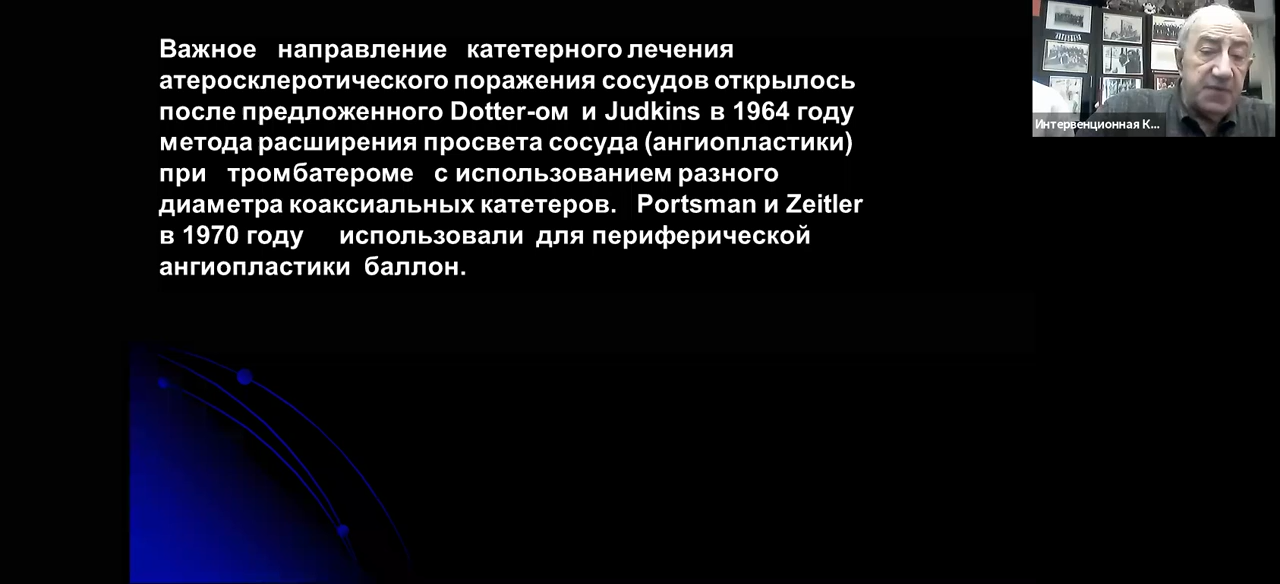 Важное направление катетерного лечения
атеросклеротического поражения сосудов открылось
после предложенного Dotter-ом и Judkins в 1964 году
метода расширения просвета сосуда (ангиопластики)
при тромбатероме с использованием разного
диаметра коаксиальных катетеров. Portsman и Zeitler
в 1970 году использовали для периферической
ангиопластики баллон.
Интервенционная К...